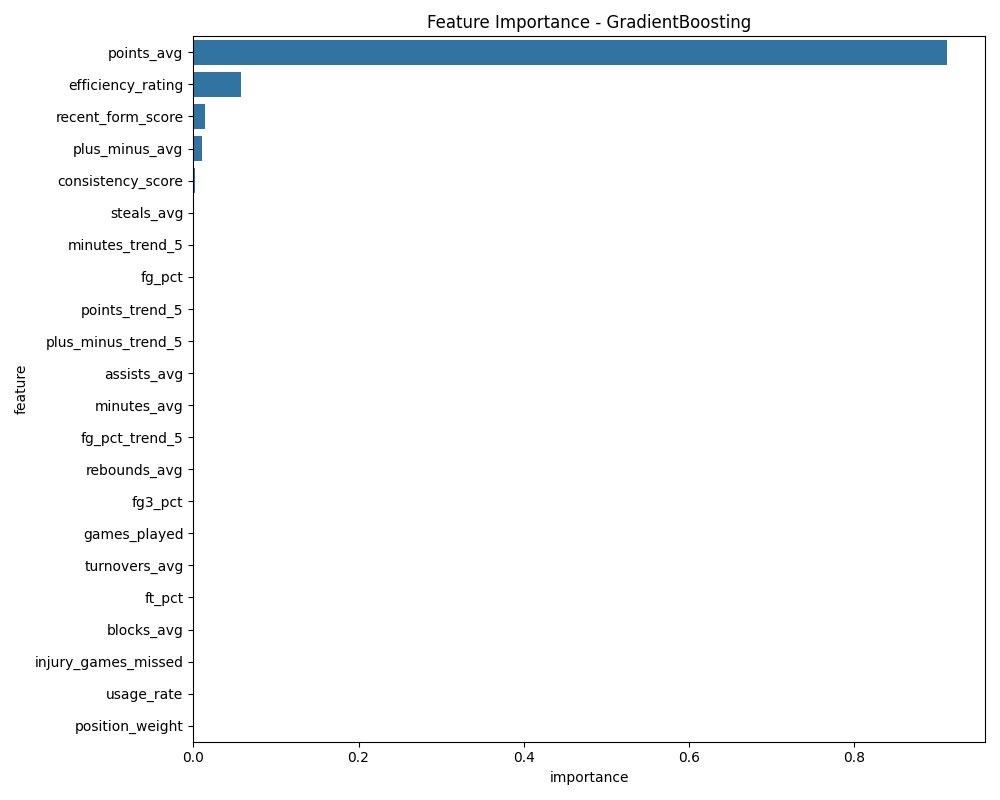 Feature Importance - GradientBoosting
points_avg
efficiency_rating
recent_form_score
plus_minus_avg
consistency_score
steals_avg
minutes_trend_5
fg_pct
points_trend_5
plus_minus_trend_5
assists_avg
minutes_avg
fg_pct_trend_5
rebounds_avg
fg3_pct
games_played
turnovers_avg
ft_pct
blocks_avg
injury_games_missed
usage_rate
position_weight
feature
0.0 0.2 0.4 0.6 0.8
importance